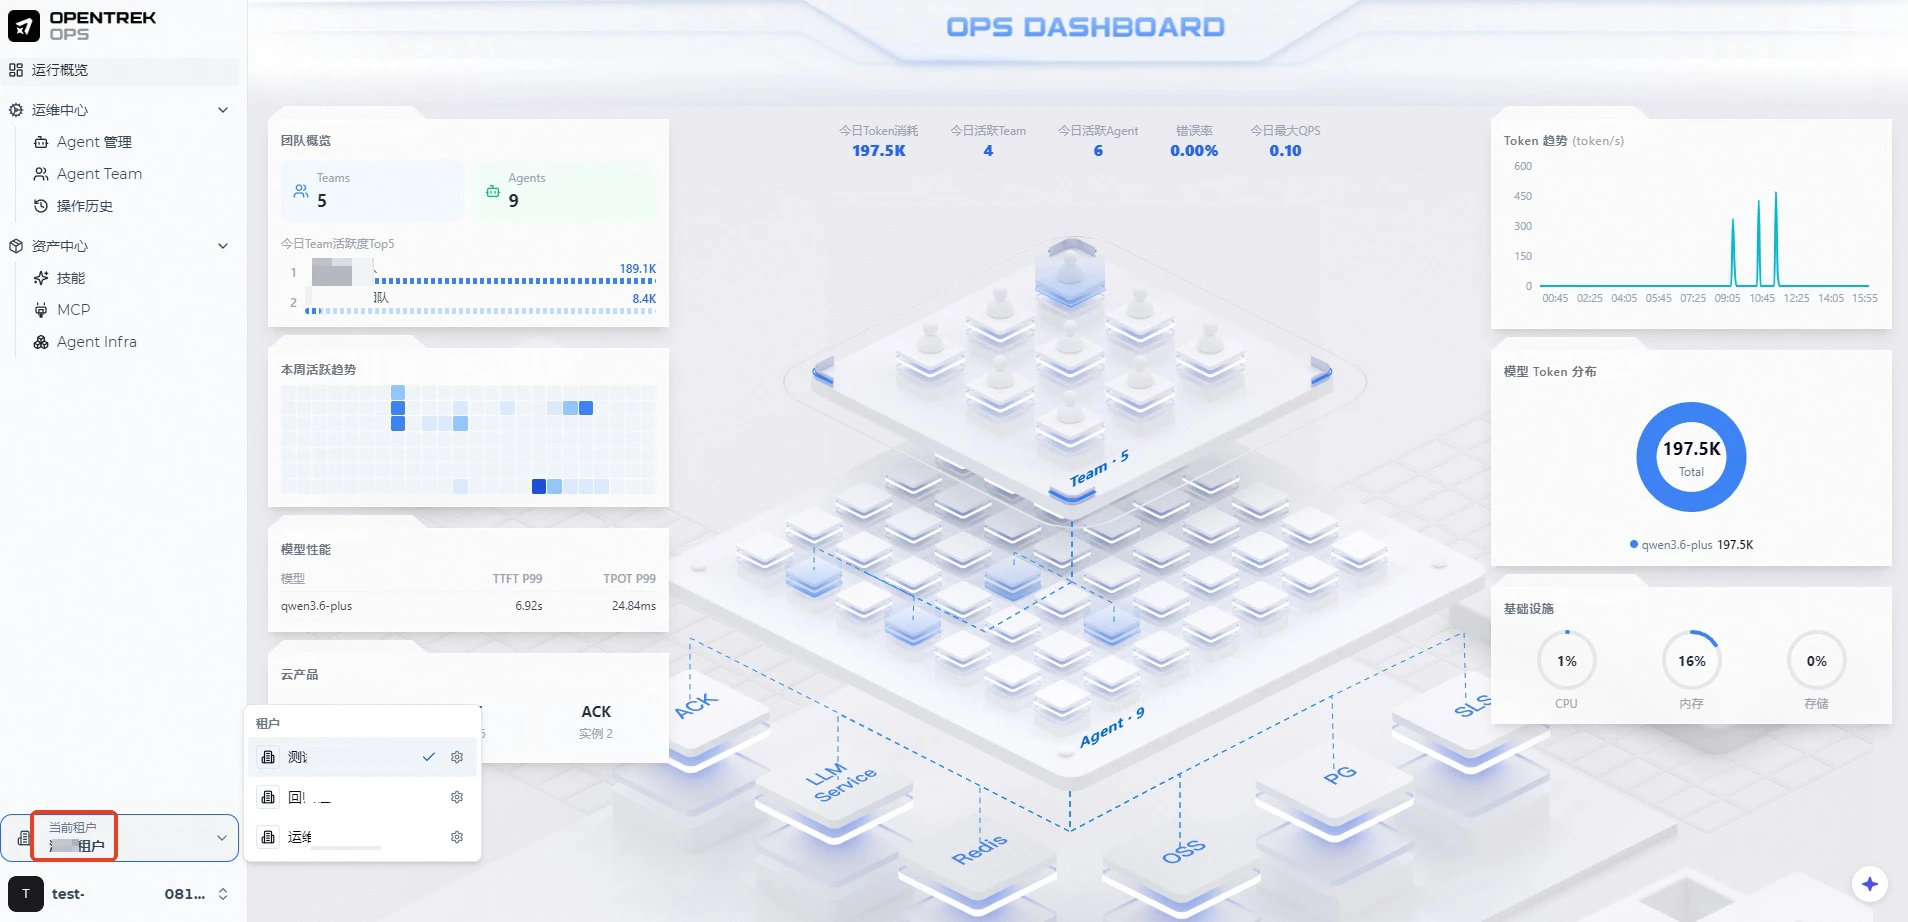 OPENTREK
OPS
运行概览
运维中心
Agent 管理
Agent Team
操作历史
资产中心
技能
MCP
Agent Infra
当前租户
租户
T
test-
081...
OPS DASHBOARD
团队概览
Teams
5
Agents
9
今日Team活跃度Top5
1
189.1K
2
团队
8.4K
本周活跃趋势
模型性能
模型
TTFT P99
TPOT P99
qwen3.6-plus
6.92s
24.84ms
云产品
ACK
实例 2
租户
运维
今日Token消耗
197.5K
今日活跃Team
4
今日活跃Agent
6
错误率
0.00%
今日最大QPS
0.10
Team · 5
Agent · 9
ACK
LLM
Service
Redis
OSS
PG
SLS
Token 趋势 (token/s)
600
450
300
150
0
00:45 02:25 04:05 05:45 07:25 09:05 10:45 12:25 14:05 15:55
模型 Token 分布
197.5K
Total
qwen3.6-plus 197.5K
基础设施
1%
CPU
16%
内存
0%
存储